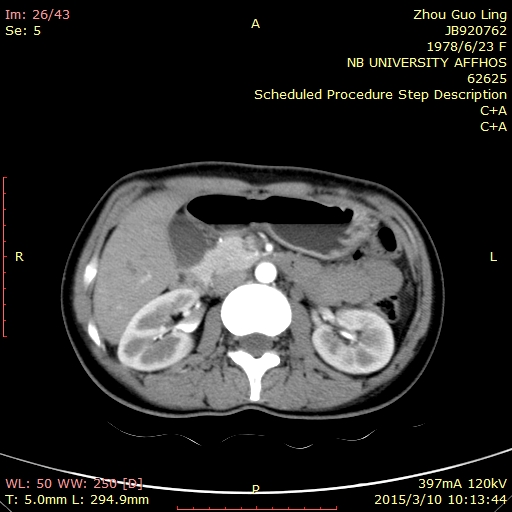 Im: 26/43
Se: 5
A
Zhou Guo Ling
JB920762
1978/6/23 F
NB UNIVERSITY AFFHOS
62625
Scheduled Procedure Step Description
C+A
C+A
R
L
WL: 50 WW: 250 [D]
T: 5.0mm L: 294.9mm
P
397mA 120kV
2015/3/10 10:13:44